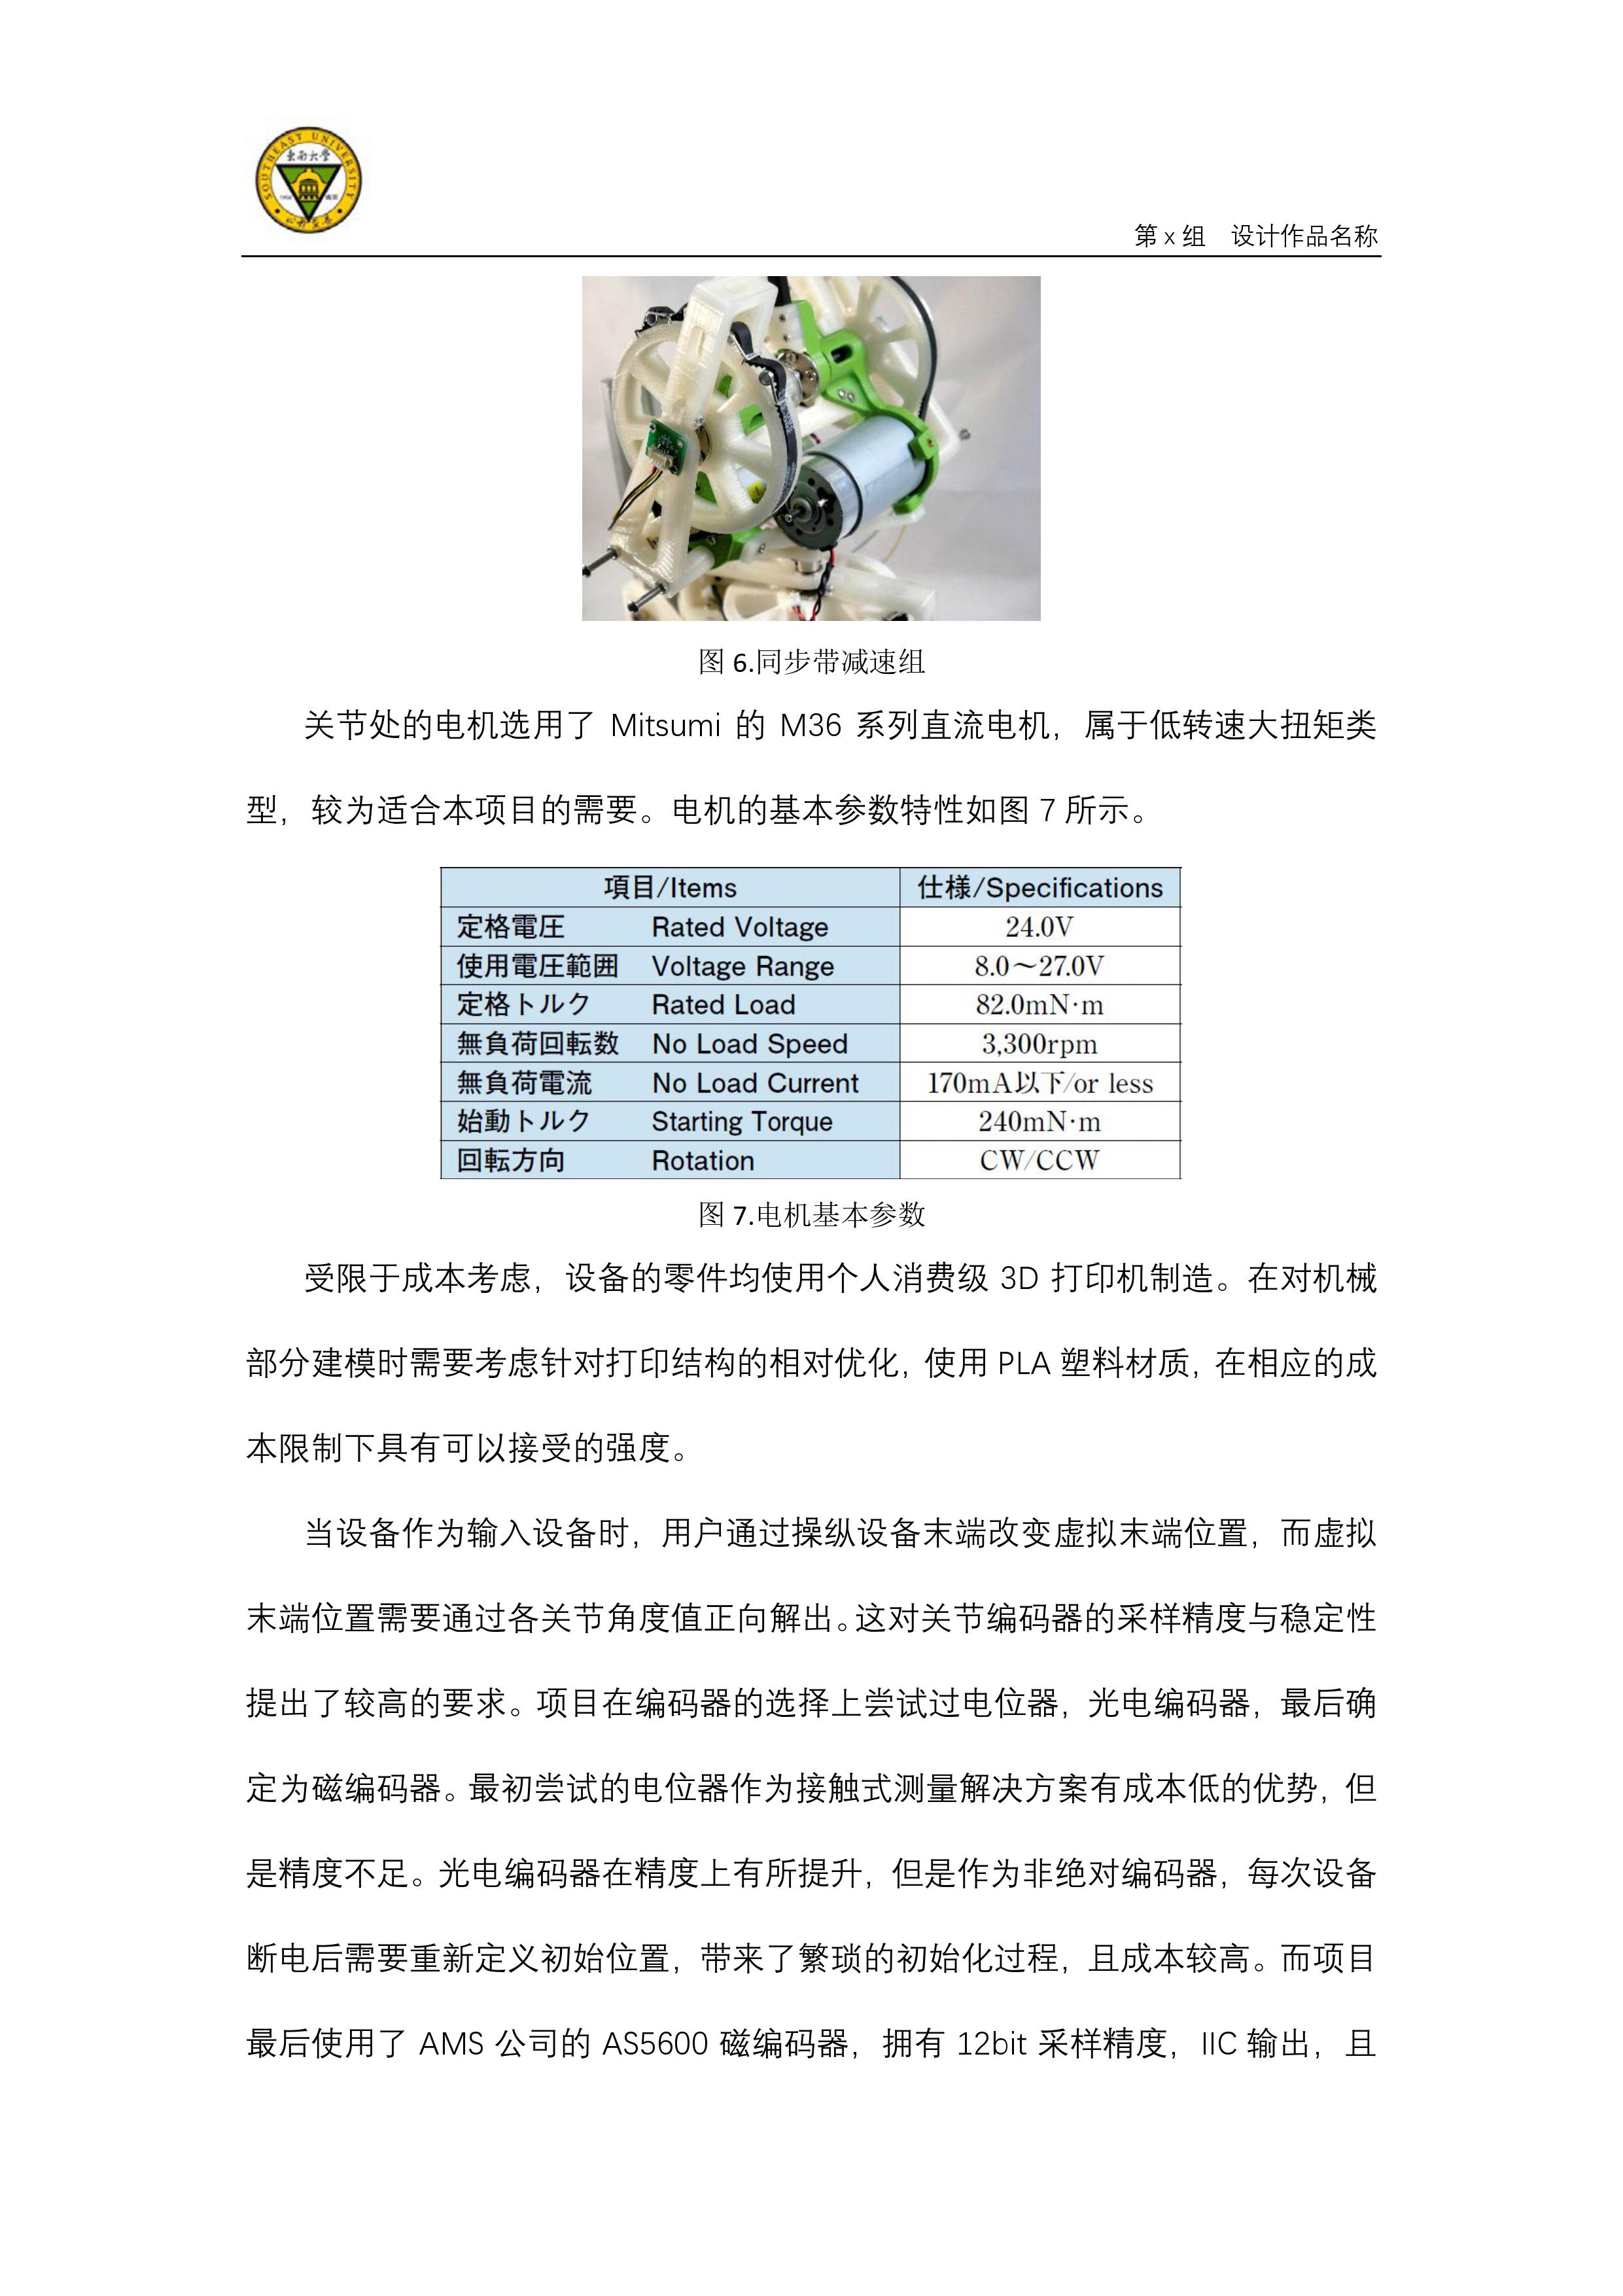 SOUTHEAST UNIVERSITY
东南大学
1902 南京
第 x 组 设计作品名称
图 6.同步带减速组
关节处的电机选用了 Mitsumi 的 M36 系列直流电机，属于低转速大扭矩类
型，较为适合本项目的需要。电机的基本参数特性如图 7 所示。
項目/Items 仕様/Specifications
定格電圧 Rated Voltage 24.0V
使用電圧範囲 Voltage Range 8.0～27.0V
定格トルク Rated Load 82.0mN·m
無負荷回転数 No Load Speed 3,300rpm
無負荷電流 No Load Current 170mA以下/or less
始動トルク Starting Torque 240mN·m
回転方向 Rotation CW/CCW
图 7.电机基本参数
受限于成本考虑，设备的零件均使用个人消费级 3D 打印机制造。在对机械
部分建模时需要考虑针对打印结构的相对优化，使用 PLA 塑料材质，在相应的成
本限制下具有可以接受的强度。
当设备作为输入设备时，用户通过操纵设备末端改变虚拟末端位置，而虚拟
末端位置需要通过各关节角度值正向解出。这对关节编码器的采样精度与稳定性
提出了较高的要求。项目在编码器的选择上尝试过电位器，光电编码器，最后确
定为磁编码器。最初尝试的电位器作为接触式测量解决方案有成本低的优势，但
是精度不足。光电编码器在精度上有所提升，但是作为非绝对编码器，每次设备
断电后需要重新定义初始位置，带来了繁琐的初始化过程，且成本较高。而项目
最后使用了 AMS 公司的 AS5600 磁编码器，拥有 12bit 采样精度，IIC 输出，且